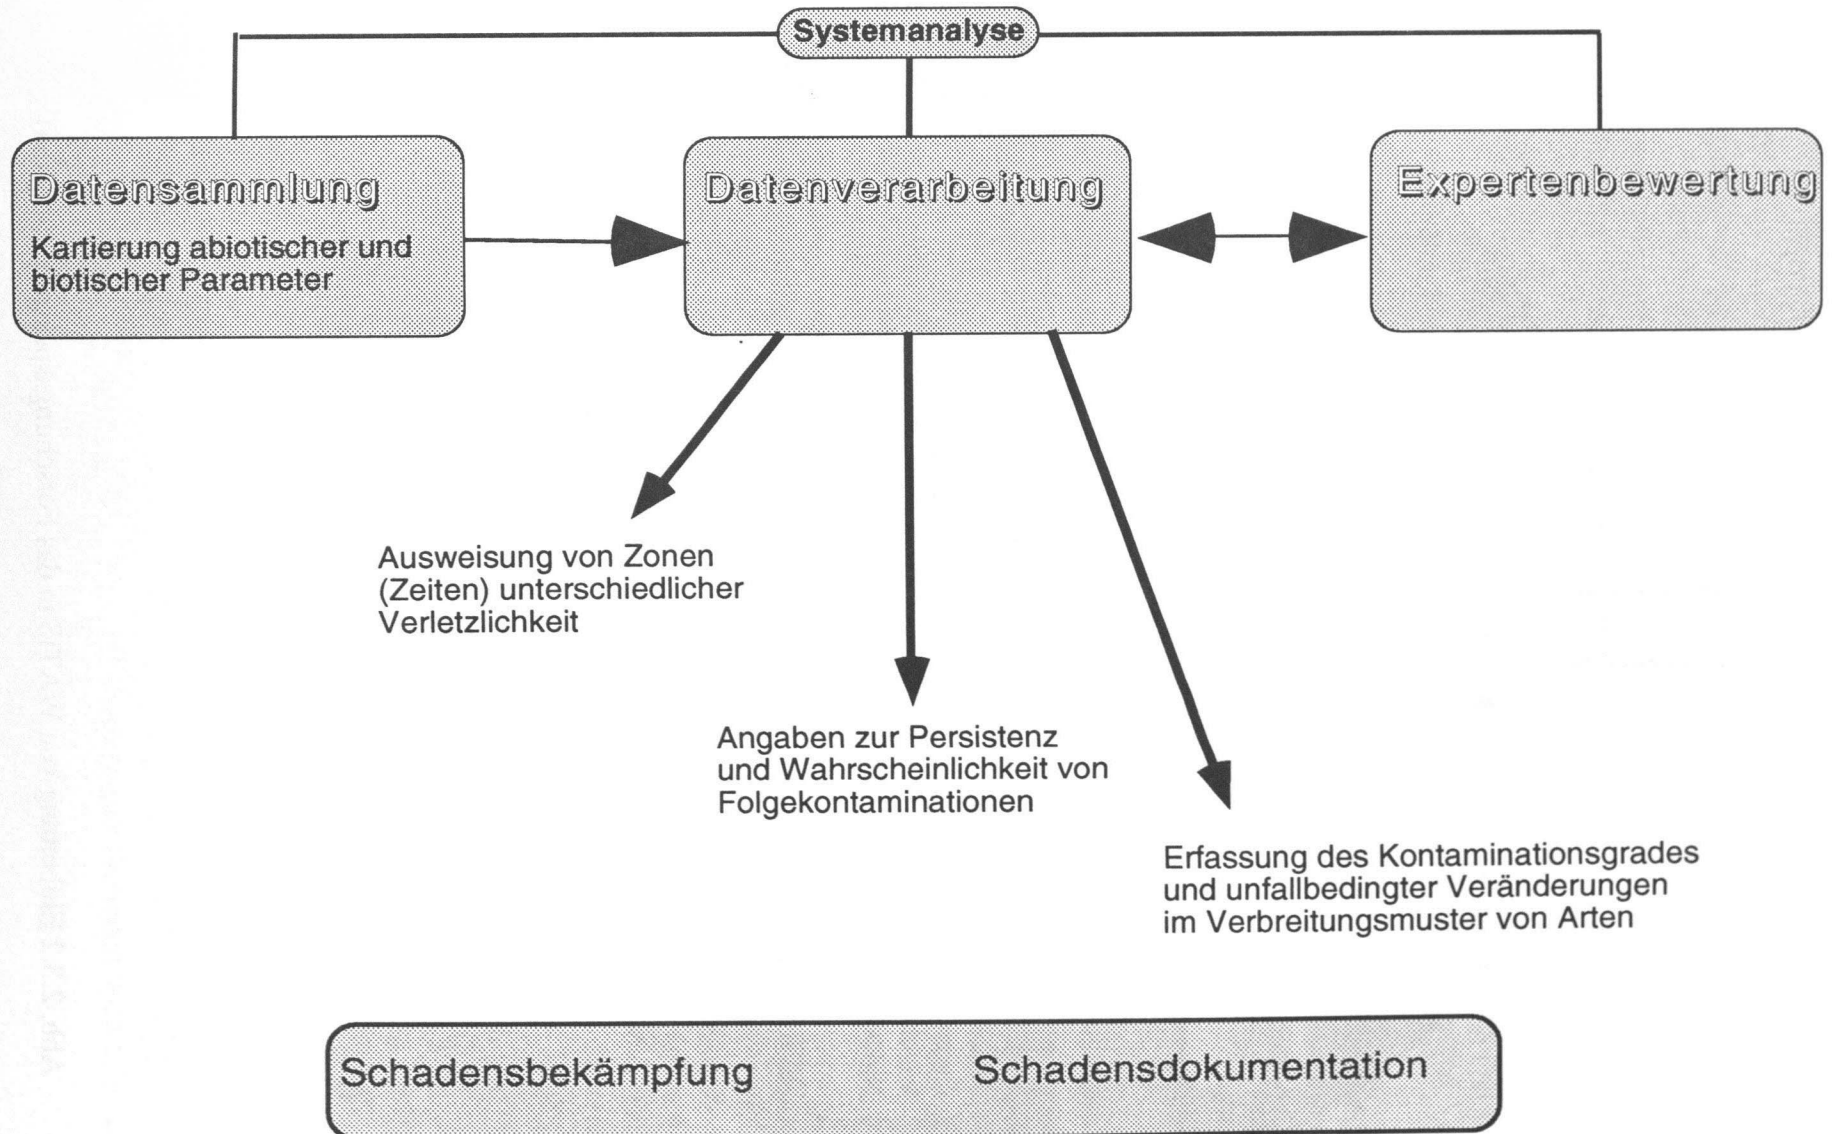 Systemanalyse
Datensammlung
Kartierung abiotischer und
biotischer Parameter
Datenverarbeitung
Expertenbewertung
Ausweisung von Zonen
(Zeiten) unterschiedlicher
Verletzlichkeit
Angaben zur Persistenz
und Wahrscheinlichkeit von
Folgekontaminationen
Erfassung des Kontaminationsgrades
und unfallbedingter Veränderungen
im Verbreitungsmuster von Arten
Schadensbekämpfung
Schadensdokumentation